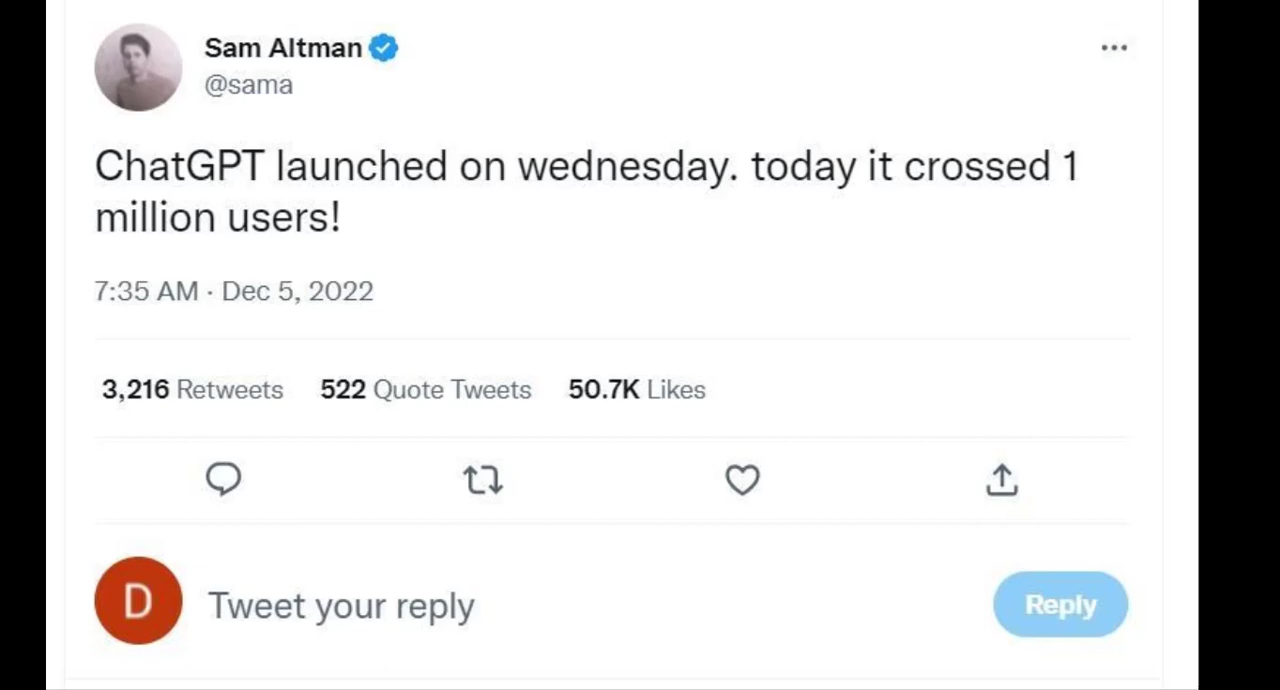 Sam Altman
@sama
ChatGPT launched on wednesday. today it crossed 1
million users!
7:35 AM · Dec 5, 2022
3,216 Retweets 522 Quote Tweets 50.7K Likes
D
Tweet your reply
Reply